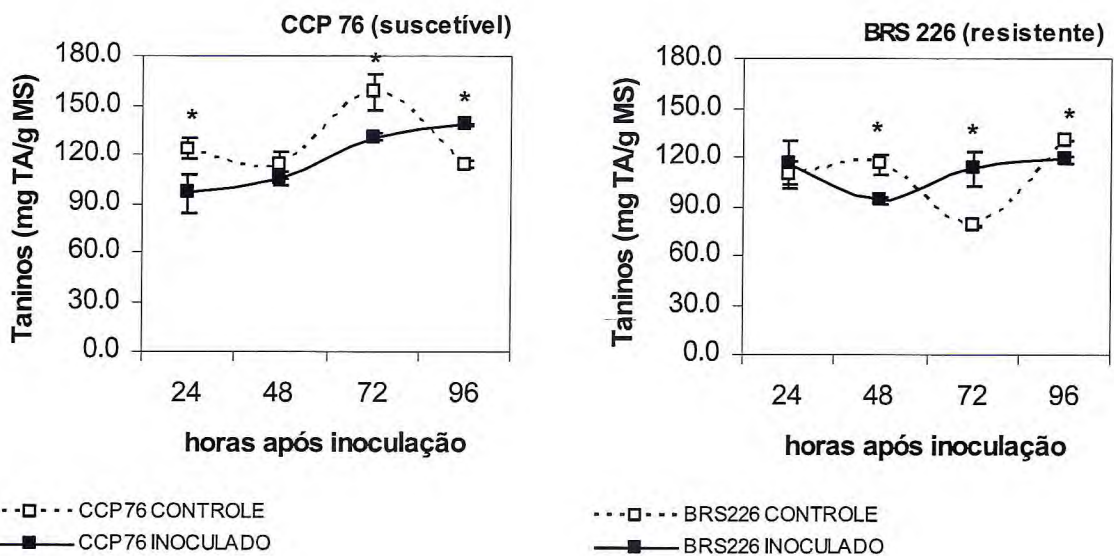 CCP 76 (suscetível)
Taninos (mg TA/g MS)
180.0
150.0
120.0
90.0
60.0
30.0
0.0
*
*
*
24 48 72 96
horas após inoculação
CCP76 CONTROLE
CCP76 INOCULADO
BRS 226 (resistente)
Taninos (mg TA/g MS)
180.0
150.0
120.0
90.0
60.0
30.0
0.0
*
*
*
24 48 72 96
horas após inoculação
BRS226 CONTROLE
BRS226 INOCULADO